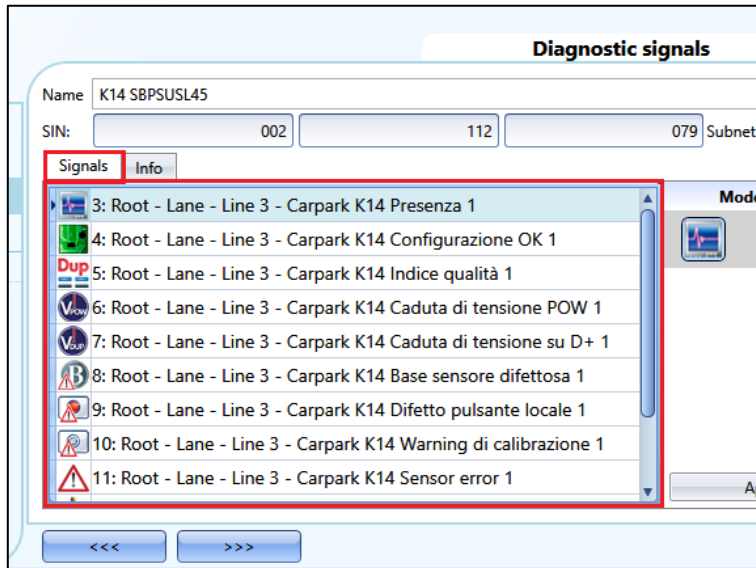 Diagnostic signals
Name K14 SBPSUSL45
SIN: 002 112 079 Subnet
Signals Info
Mod
3: Root - Lane - Line 3 - Carpark K14 Presenza 1
4: Root - Lane - Line 3 - Carpark K14 Configurazione OK 1
Dup 5: Root - Lane - Line 3 - Carpark K14 Indice qualità 1
VPOW 6: Root - Lane - Line 3 - Carpark K14 Caduta di tensione POW 1
VDUP 7: Root - Lane - Line 3 - Carpark K14 Caduta di tensione su D+ 1
B 8: Root - Lane - Line 3 - Carpark K14 Base sensore difettosa 1
9: Root - Lane - Line 3 - Carpark K14 Difetto pulsante locale 1
10: Root - Lane - Line 3 - Carpark K14 Warning di calibrazione 1
11: Root - Lane - Line 3 - Carpark K14 Sensor error 1
A
<<< >>>